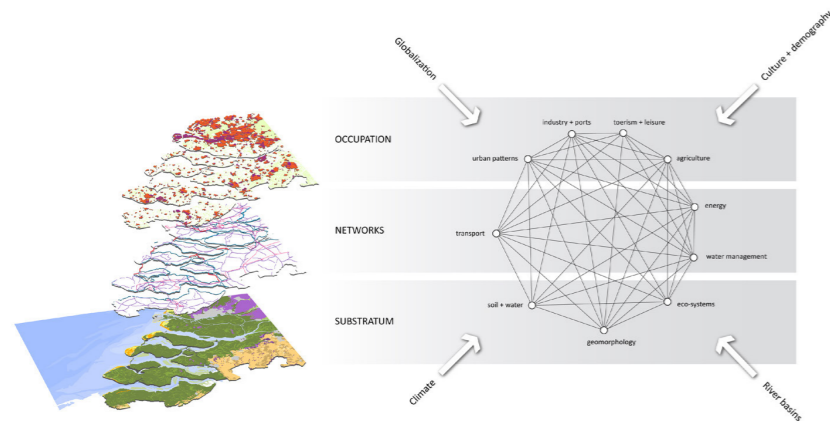 Globalization
Culture + demography
industry + ports
toerism + leisure
OCCUPATION
urban patterns
agriculture
energy
NETWORKS
transport
water management
soil + water
eco-systems
SUBSTRATUM
geomorphology
Climate
River basins